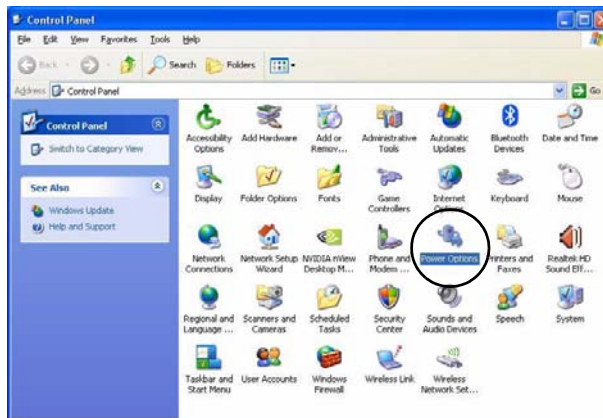 Control Panel
File Edit View Favorites Tools Help
Back Search Folders
Address Control Panel Go
Control Panel
Switch to Category View
See Also
Windows Update
Help and Support
Accessibility Options
Add Hardware
Add or Remov...
Administrative Tools
Automatic Updates
Bluetooth Devices
Date and Time
Display
Folder Options
Fonts
Game Controllers
Internet Options
Keyboard
Mouse
Network Connections
Network Setup Wizard
NVIDIA nView Desktop M...
Phone and Modem ...
Power Options
Printers and Faxes
Realtek HD Sound Eff...
Regional and Language ...
Scanners and Cameras
Scheduled Tasks
Security Center
Sounds and Audio Devices
Speech
System
Taskbar and Start Menu
User Accounts
Windows Firewall
Wireless Link
Wireless Network Set...